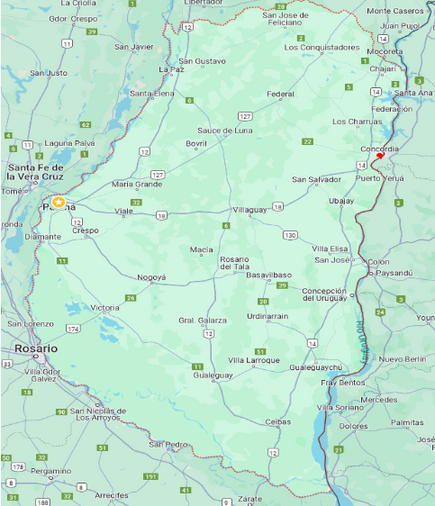 La Criolla
Libertador
Monte Caseros
Gdor. Crespo
San Jose de
Feliciano
Juan Pujol
San Javier
Los Conquistadores
Mocoreta
San Gustavo
La Paz
Chajarí
San Justo
Santa Elena
Federal
Santa Ana
Federación
Los Charruas
Sauce de Luna
Laguna Paiva
Bovril
Concordia
Santa Fe de
la Vera Cruz
Tomé
Maria Grande
San Salvador
Puerto Yeruá
Viale
Villaguay
Ubajay
Crespo
Diamante
Macia
Villa Elisa
San José
Rosario
del Tala
Colón
Paysandú
Nogoyá
Basavilbaso
Concepción
del Uruguay
Victoria
San Lorenzo
Gral. Galarza
Urdinarrain
Río Uruguay
Rosario
Villa Gdor.
Gálvez
Villa Larroque
Gualeguaychú
Nuevo Berlín
Gualeguay
Fray Bentos
Mercedes
San Nicolás de
Los Arroyos
Villa Soriano
Ceibas
Dolores
Palmitas
San Pedro
Pergamino
Arrecifes
Zárate